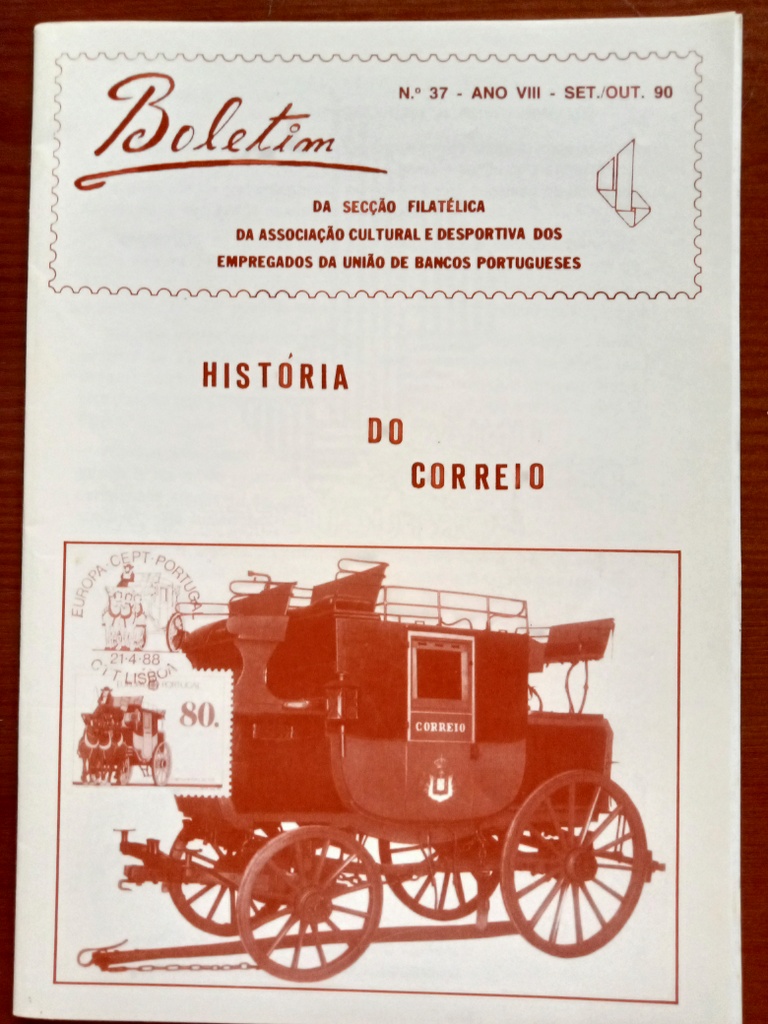 Boletim
N.º 37 - ANO VIII - SET./OUT. 90
DA SECÇÃO FILATÉLICA
DA ASSOCIAÇÃO CULTURAL E DESPORTIVA DOS
EMPREGADOS DA UNIÃO DE BANCOS PORTUGUESES
HISTÓRIA
DO
CORREIO
EUROPA-CEPT-PORTUGAL
21-4-88
CTT LISBOA
80.
CORREIO